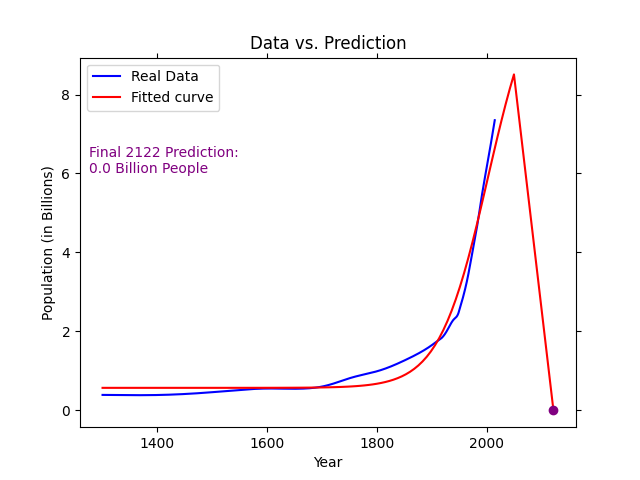 Data vs. Prediction
Real Data
Fitted curve
Final 2122 Prediction:
0.0 Billion People
Population (in Billions)
8
6
4
2
0
1400 1600 1800 2000
Year